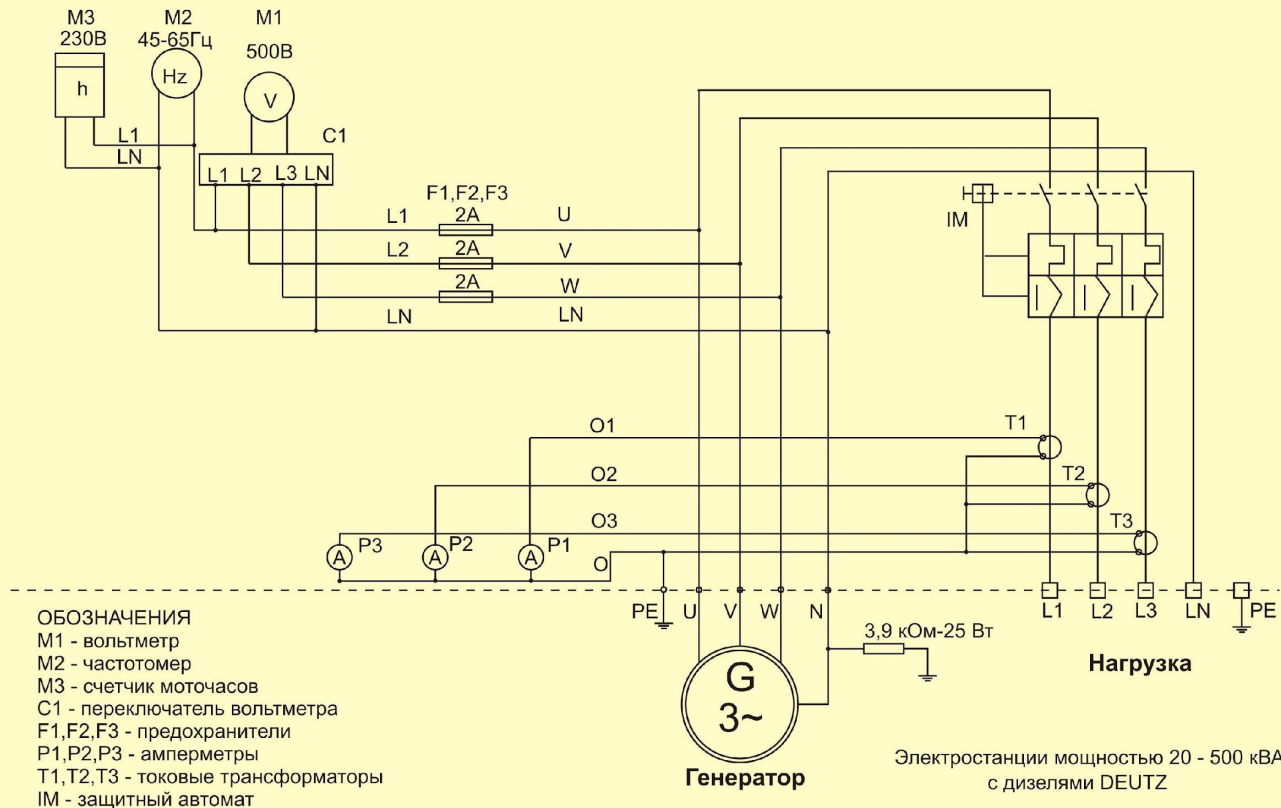 M3
230В
M2
45-65Гц
M1
500В
h
Hz
V
C1
L1
LN
L1 L2 L3 LN
F1,F2,F3
L1 2A U
L2 2A V
2A W
LN LN
IM
O1 T1
O2 T2
O3 T3
A P3 A P2 A P1 O
PE U V W N L1 L2 L3 LN PE
3,9 кОм-25 Вт
Нагрузка
G
3~
Генератор
ОБОЗНАЧЕНИЯ
M1 - вольтметр
M2 - частотомер
M3 - счетчик моточасов
C1 - переключатель вольтметра
F1,F2,F3 - предохранители
P1,P2,P3 - амперметры
T1,T2,T3 - токовые трансформаторы
IM - защитный автомат
Электростанции мощностью 20 - 500 кВА
с дизелями DEUTZ